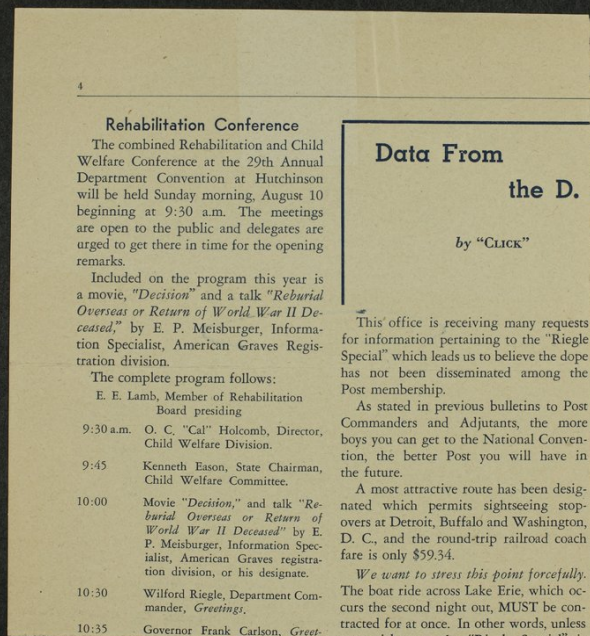 4
Rehabilitation Conference
The combined Rehabilitation and Child
Welfare Conference at the 29th Annual
Department Convention at Hutchinson
will be held Sunday morning, August 10
beginning at 9:30 a.m. The meetings
are open to the public and delegates are
urged to get there in time for the opening
remarks.
Included on the program this year is
a movie, "Decision" and a talk "Reburial
Overseas or Return of World War II De-
ceased," by E. P. Meisburger, Informa-
tion Specialist, American Graves Regis-
tration division.
The complete program follows:
E. E. Lamb, Member of Rehabilitation
Board presiding
9:30 a.m. O. C. "Cal" Holcomb, Director,
Child Welfare Division.
9:45 Kenneth Eason, State Chairman,
Child Welfare Committee.
10:00 Movie "Decision," and talk "Re-
burial Overseas or Return of
World War II Deceased" by E.
P. Meisburger, Information Spec-
ialist, American Graves registra-
tion division, or his designate.
10:30 Wilford Riegle, Department Com-
mander, Greetings.
10:35 Governor Frank Carlson, Greet-
Data From
the D.
by "CLICK"
This office is receiving many requests
for information pertaining to the "Riegle
Special" which leads us to believe the dope
has not been disseminated among the
Post membership.
As stated in previous bulletins to Post
Commanders and Adjutants, the more
boys you can get to the National Conven-
tion, the better Post you will have in
the future.
A most attractive route has been desig-
nated which permits sightseeing stop-
overs at Detroit, Buffalo and Washington,
D. C., and the round-trip railroad coach
fare is only $59.34.
We want to stress this point forcefully.
The boat ride across Lake Erie, which oc-
curs the second night out, MUST be con-
tracted for at once. In other words, unless